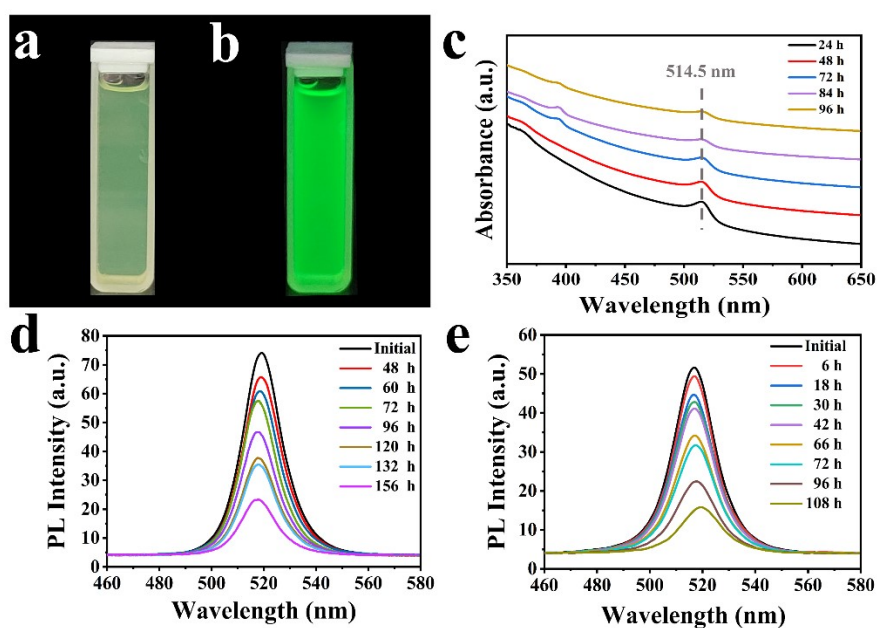 a
b
c
Absorbance (a.u.)
514.5 nm
24 h
48 h
72 h
84 h
96 h
350 400 450 500 550 600 650
Wavelength (nm)
d
PL Intensity (a.u.)
80
70
60
50
40
30
20
10
0
Initial
48 h
60 h
72 h
96 h
120 h
132 h
156 h
460 480 500 520 540 560 580
Wavelength (nm)
e
PL Intensity (a.u.)
60
50
40
30
20
10
0
Initial
6 h
18 h
30 h
42 h
66 h
72 h
96 h
108 h
460 480 500 520 540 560 580
Wavelength (nm)